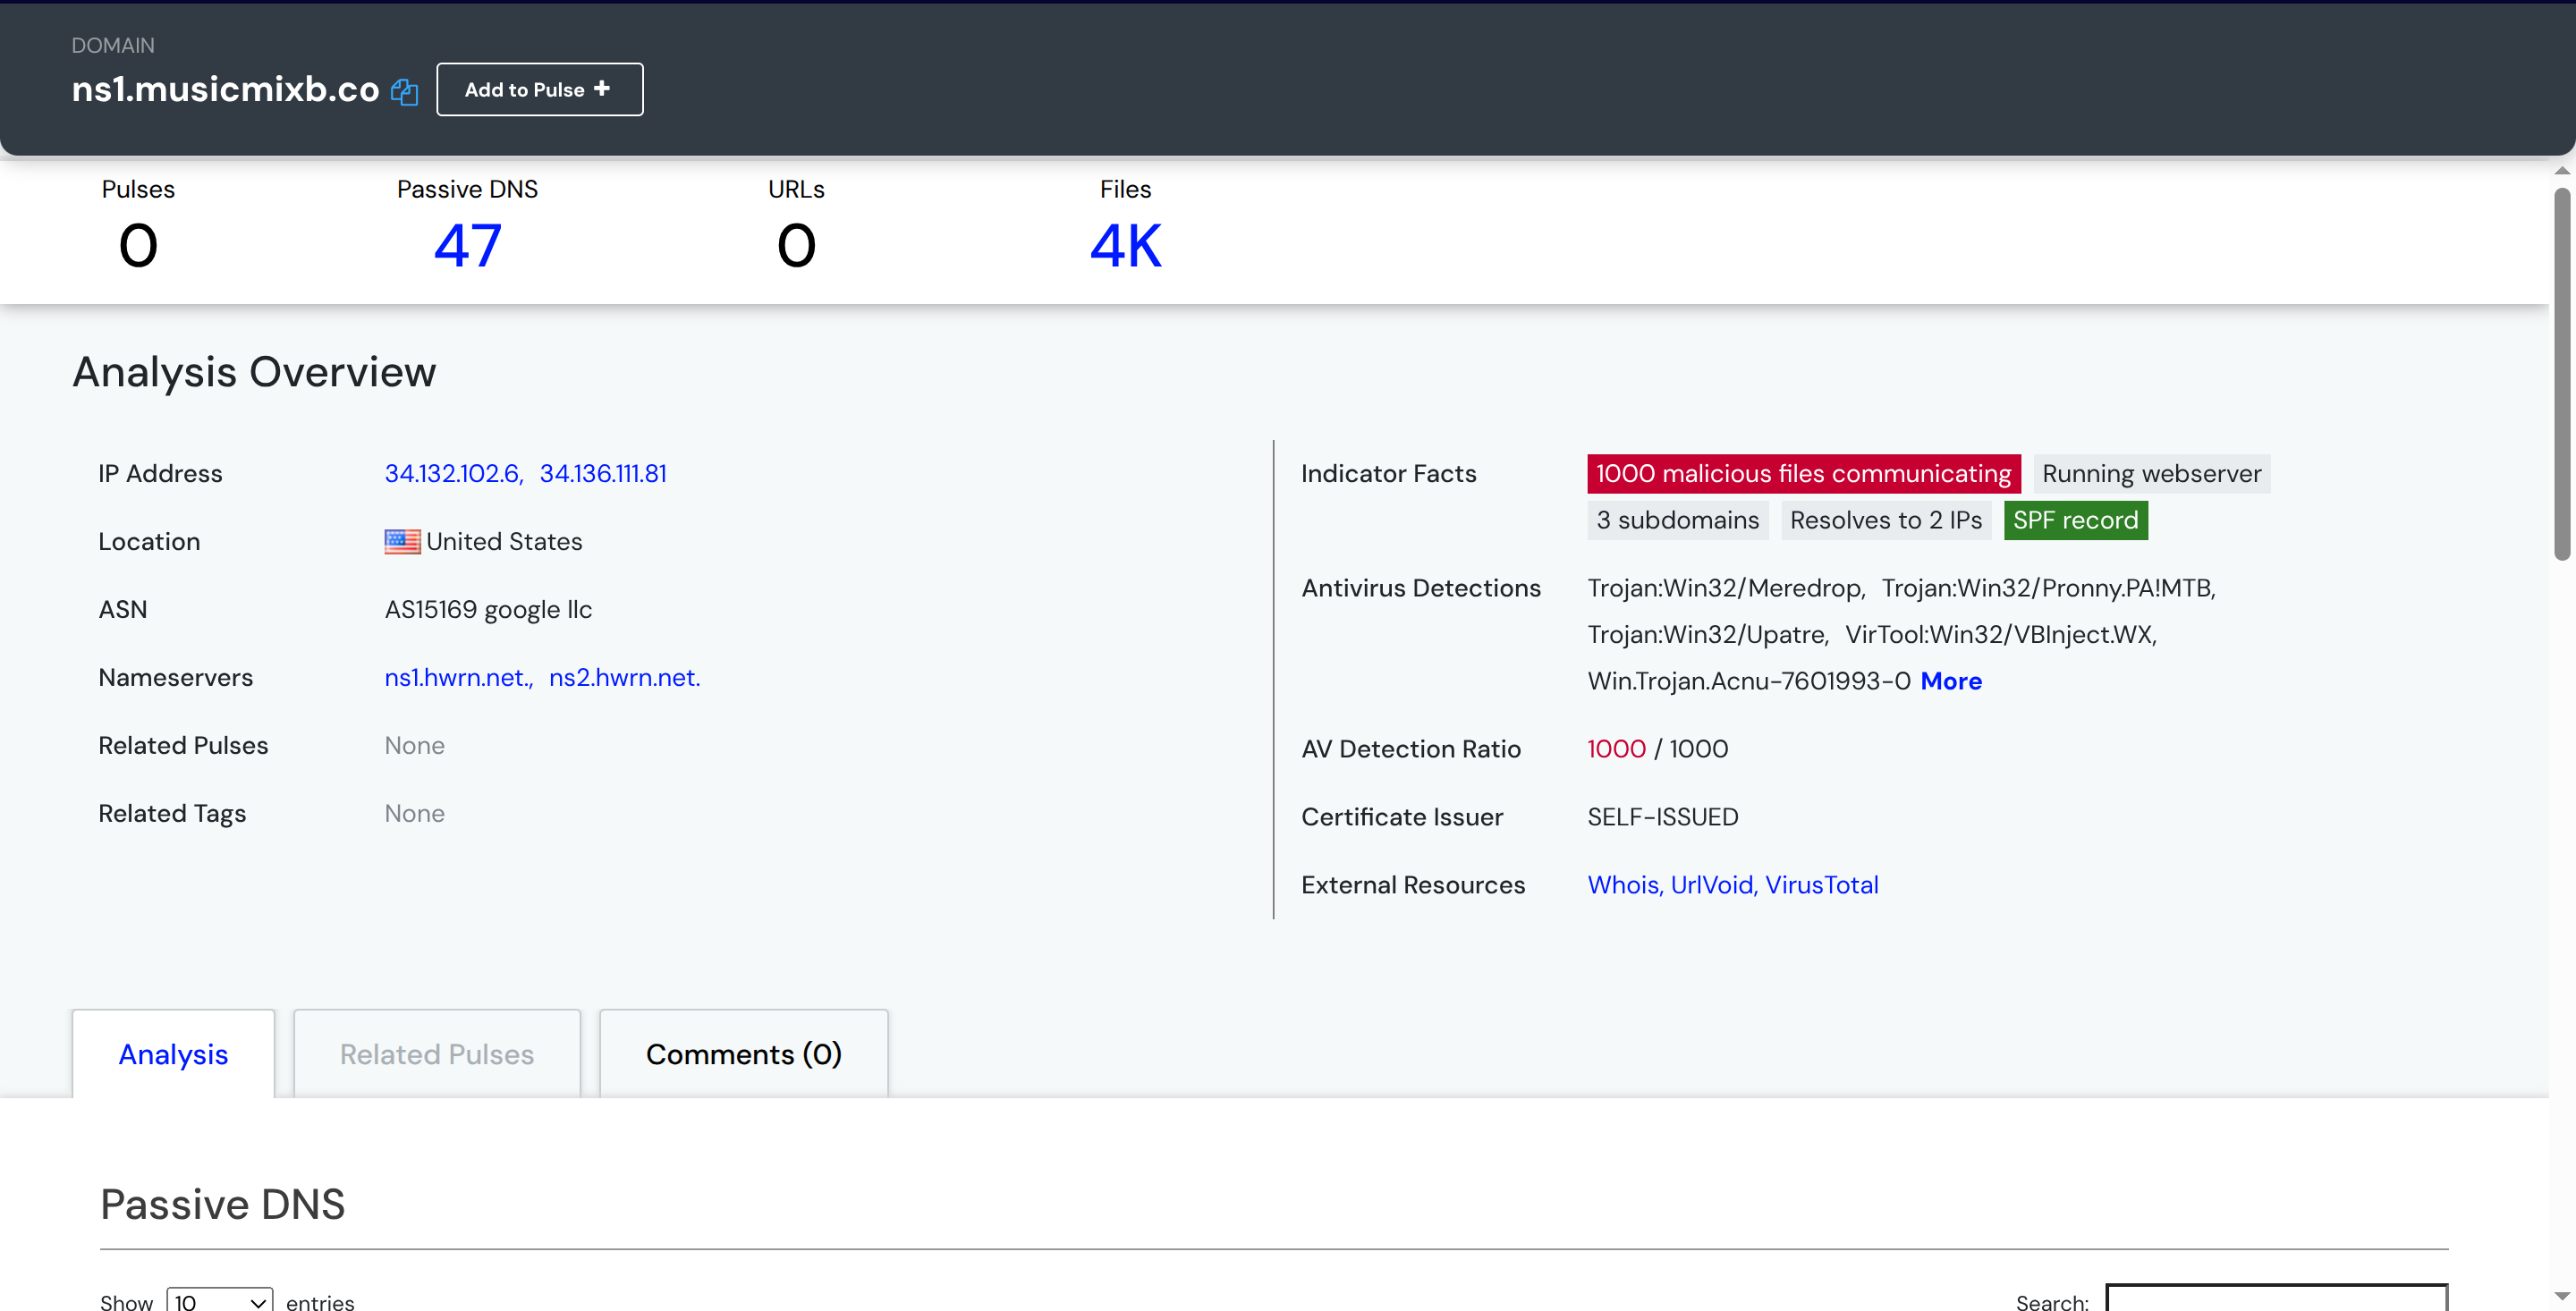 DOMAIN
ns1.musicmixb.co Add to Pulse +
Pulses Passive DNS URLs Files
0 47 0 4K
Analysis Overview
IP Address 34.132.102.6, 34.136.111.81
Location United States
ASN AS15169 google llc
Nameservers ns1.hwrn.net., ns2.hwrn.net.
Related Pulses None
Related Tags None
Indicator Facts 1000 malicious files communicating Running webserver
3 subdomains Resolves to 2 IPs SPF record
Antivirus Detections Trojan:Win32/Meredrop, Trojan:Win32/Pronny.PA!MTB,
Trojan:Win32/Upatre, VirTool:Win32/VBInject.WX,
Win.Trojan.Acnu-7601993-0 More
AV Detection Ratio 1000 / 1000
Certificate Issuer SELF-ISSUED
External Resources Whois, UrlVoid, VirusTotal
Analysis Related Pulses Comments (0)
Passive DNS
Show 10 entries Search: